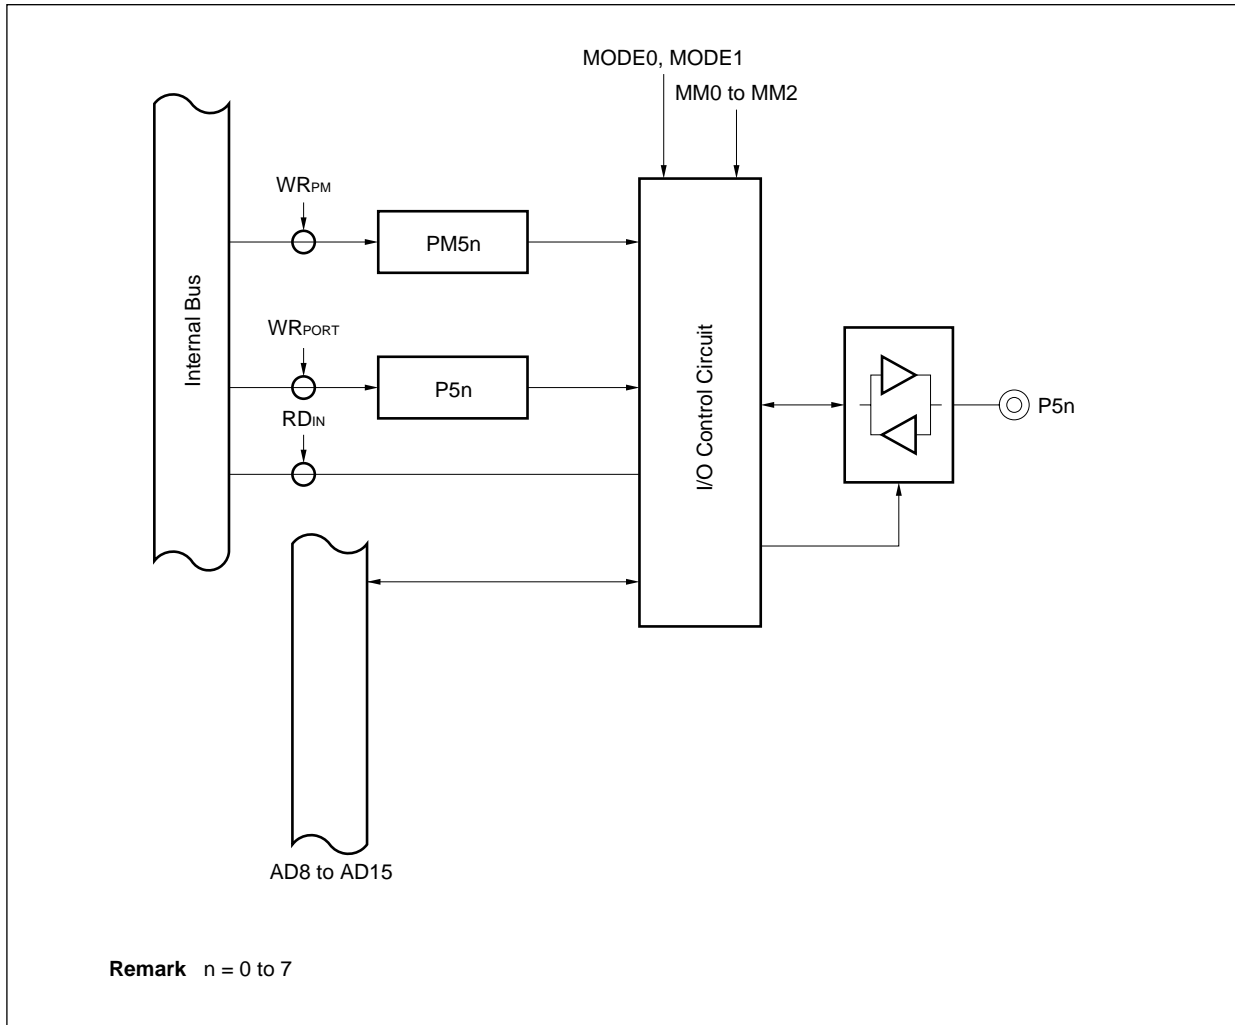 MODE0, MODE1
MM0 to MM2
WRPM
PM5n
Internal Bus
WRPORT
P5n
RDIN
I/O Control Circuit
P5n
AD8 to AD15
Remark n = 0 to 7